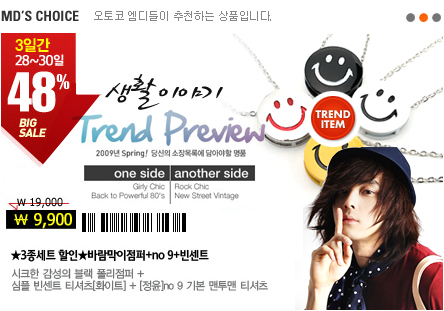 MD'S CHOICE 오토코 엠디들이 추천하는 상품입니다.
3일간
28~30일
48%
BIG
SALE
생활 이야기
Trend Preview
2009년 Spring! 당신의 소장목록에 담아야할 명품
one side
another side
Girly Chic
Rock Chic
Back to Powerful 80's
New Street Vintage
TREND
ITEM
₩ 19,000
₩ 9,900
★3종세트 할인★바람막이점퍼+no 9+빈센트
시크한 감성의 블랙 폴리점퍼 +
심플 빈센트 티셔츠[화이트] + [정윤]no 9 기본 맨투맨 티셔츠